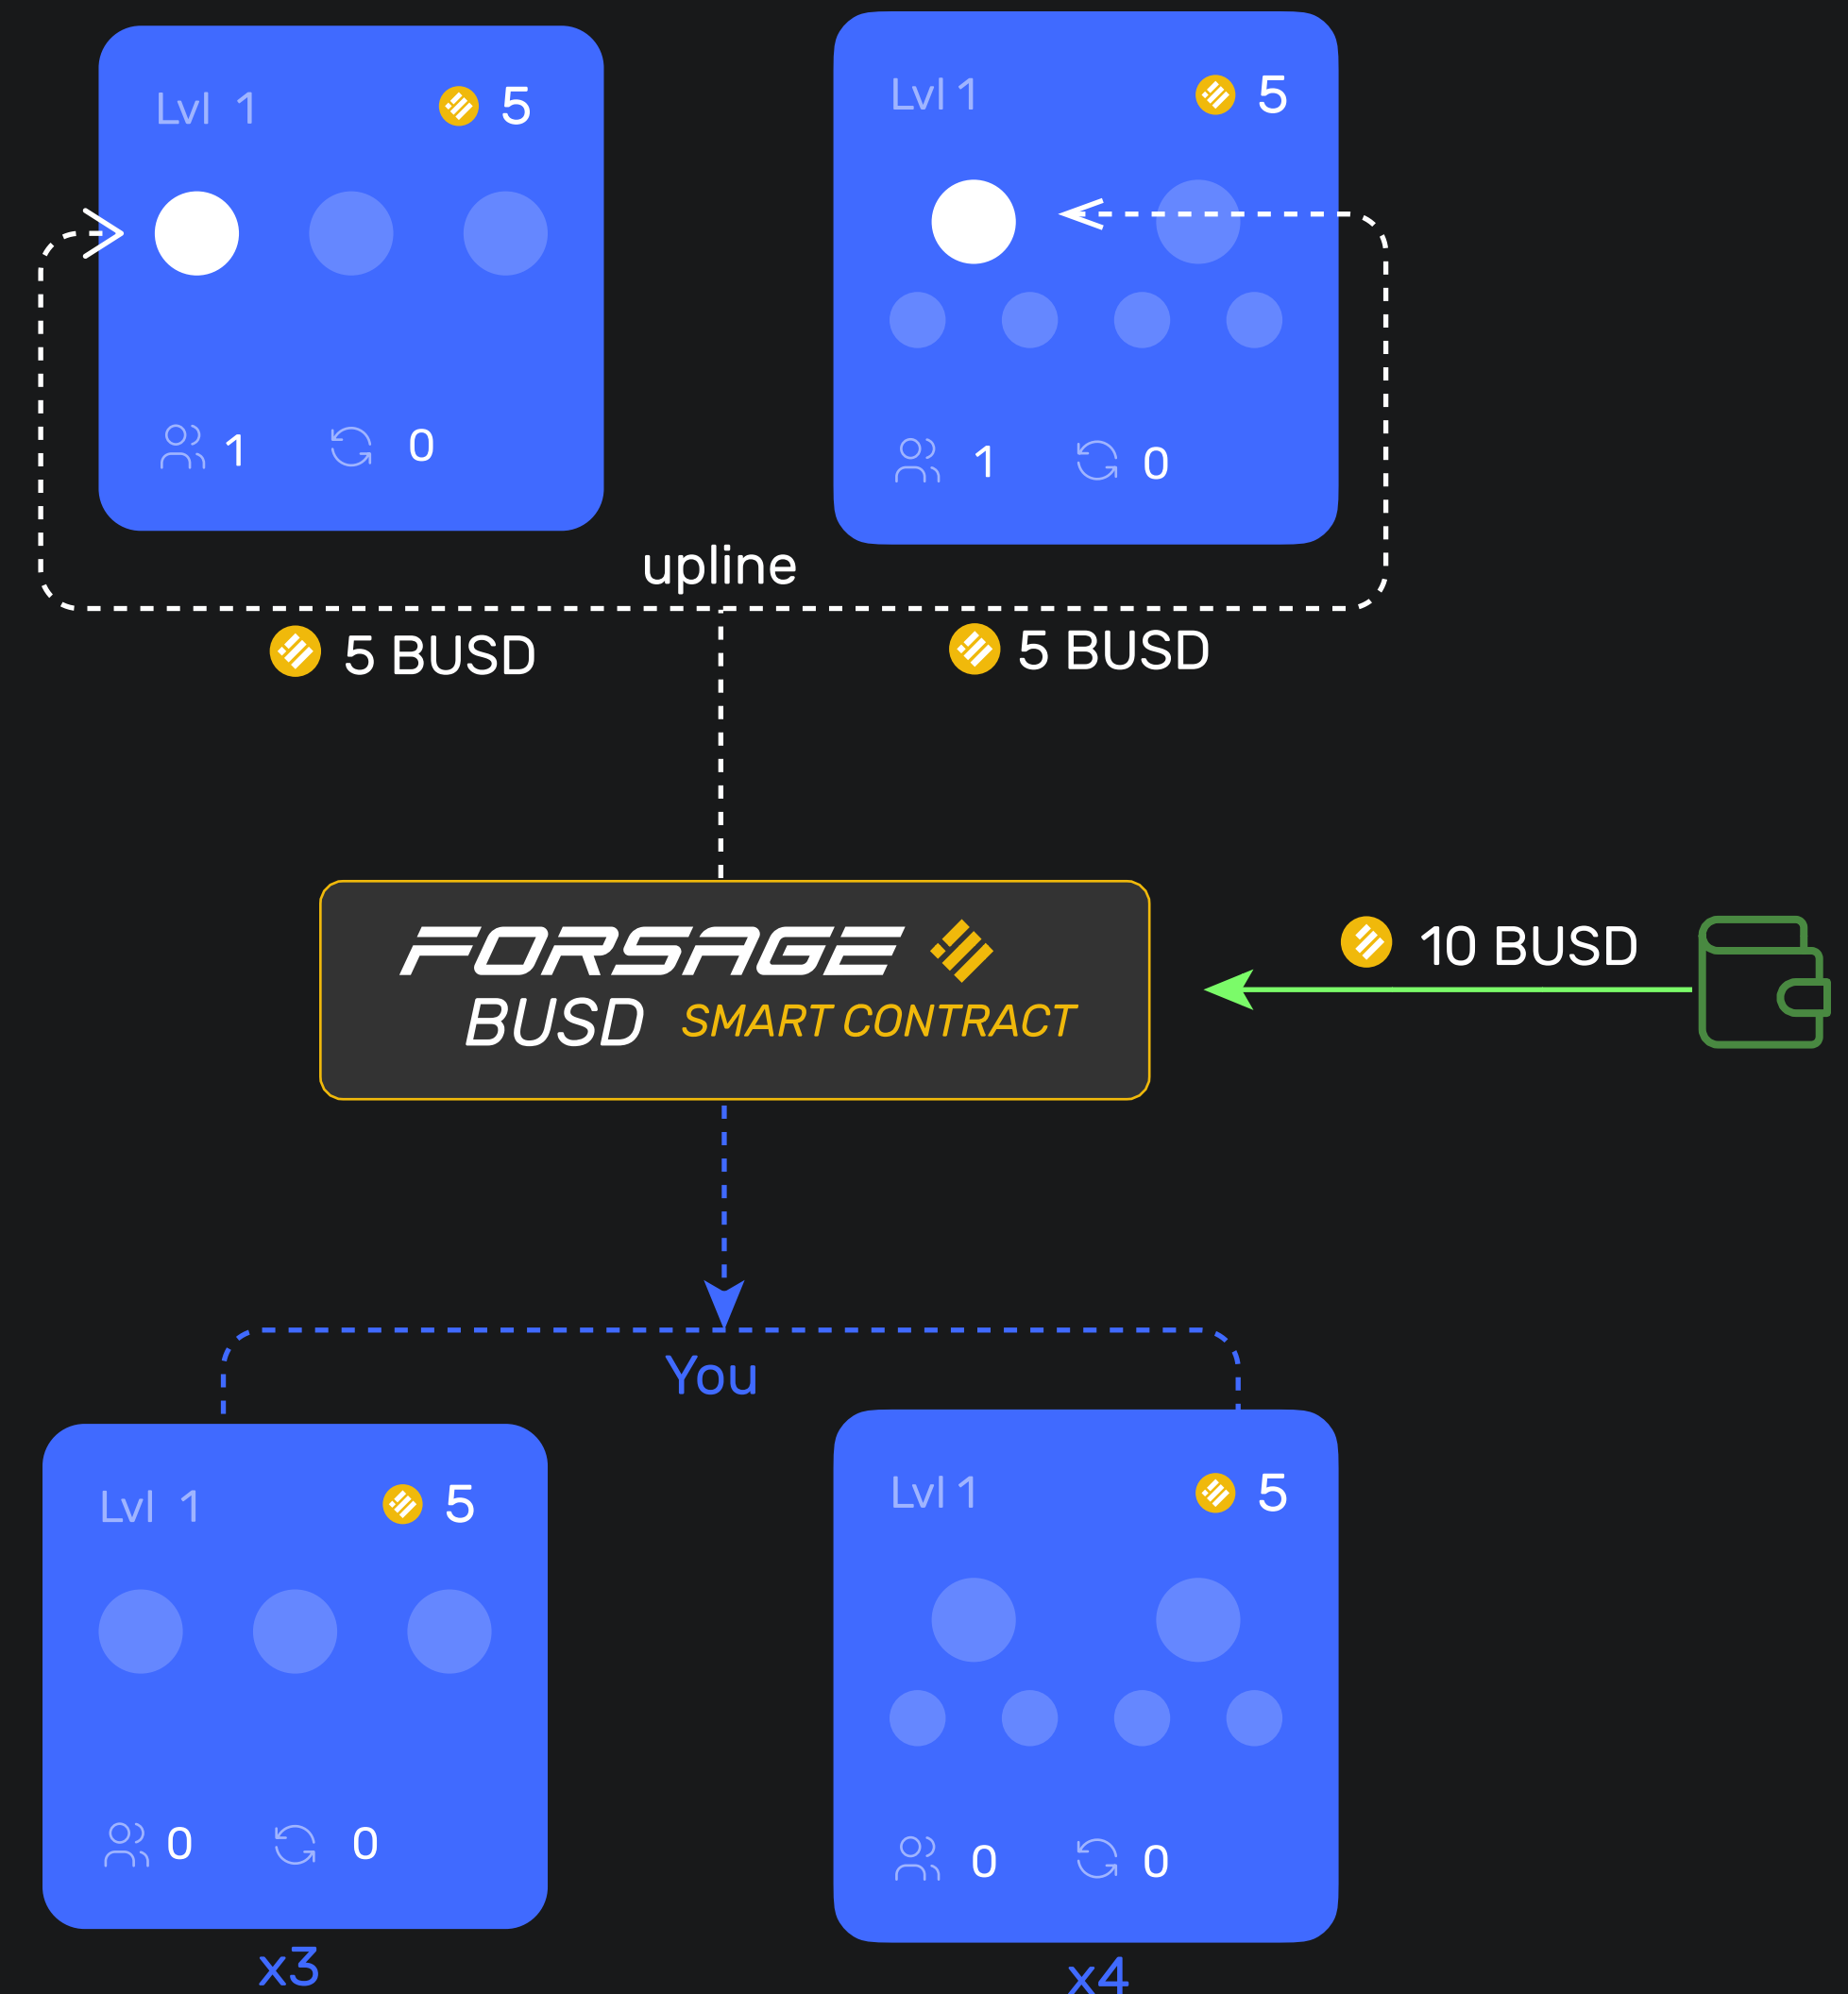 Lvl 1 5
Lvl 1 5
1 0
1 0
upline
5 BUSD
5 BUSD
FORSAGE
BUSD SMART CONTRACT
10 BUSD
You
Lvl 1 5
Lvl 1 5
0 0
0 0
x3
x4